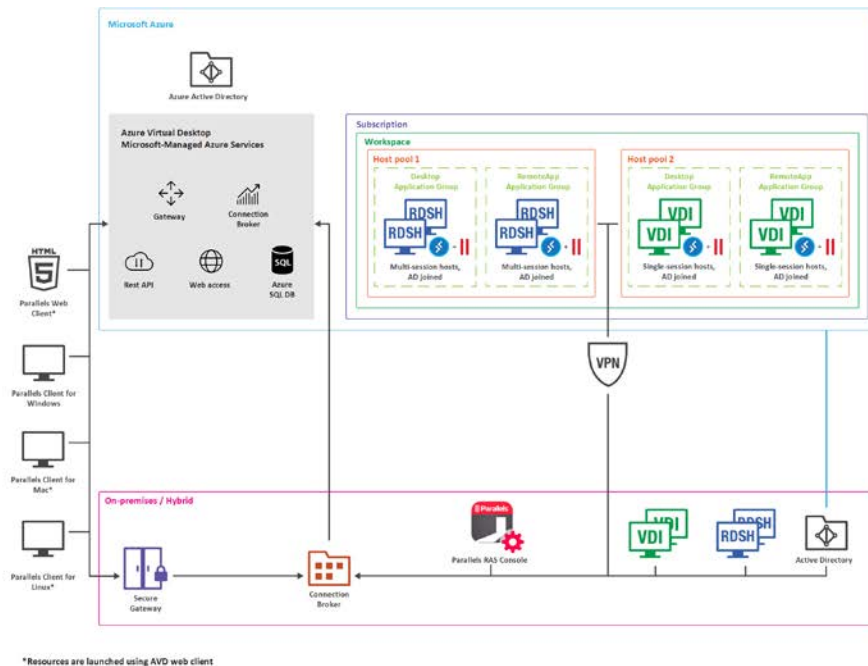 Microsoft Azure
Azure Active Directory
Azure Virtual Desktop
Microsoft-Managed Azure Services
Gateway
Connection
Broker
Rest API
Web access
SQL
Azure
SQL DB
Subscription
Workspace
Host pool 1
Desktop
Application Group
RDSH
RDSH
Multi-session hosts,
AD joined
RemoteApp
Application Group
RDSH
RDSH
Multi-session hosts,
AD joined
Host pool 2
Desktop
Application Group
VDI
VDI
Single-session hosts,
AD joined
RemoteApp
Application Group
VDI
VDI
Single-session hosts,
AD joined
HTML
5
Parallels Web
Client*
Parallels Client for
Windows
Parallels Client for
Mac*
Parallels Client for
Linux*
VPN
On-premises / Hybrid
Secure
Gateway
Connection
Broker
Parallels
Parallels RAS Console
VDI
VDI
RDSH
RDSH
Active Directory
*Resources are launched using AVD web client